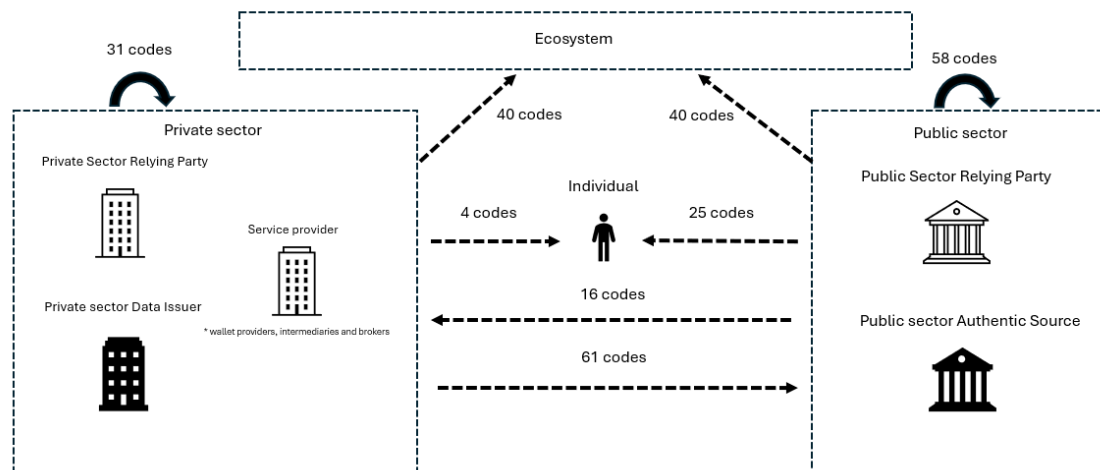 Ecosystem
31 codes
58 codes
40 codes
40 codes
Private sector
Public sector
Private Sector Relying Party
Public Sector Relying Party
Individual
4 codes
25 codes
Service provider
16 codes
Private sector Data Issuer
Public sector Authentic Source
* wallet providers, intermediaries and brokers
61 codes